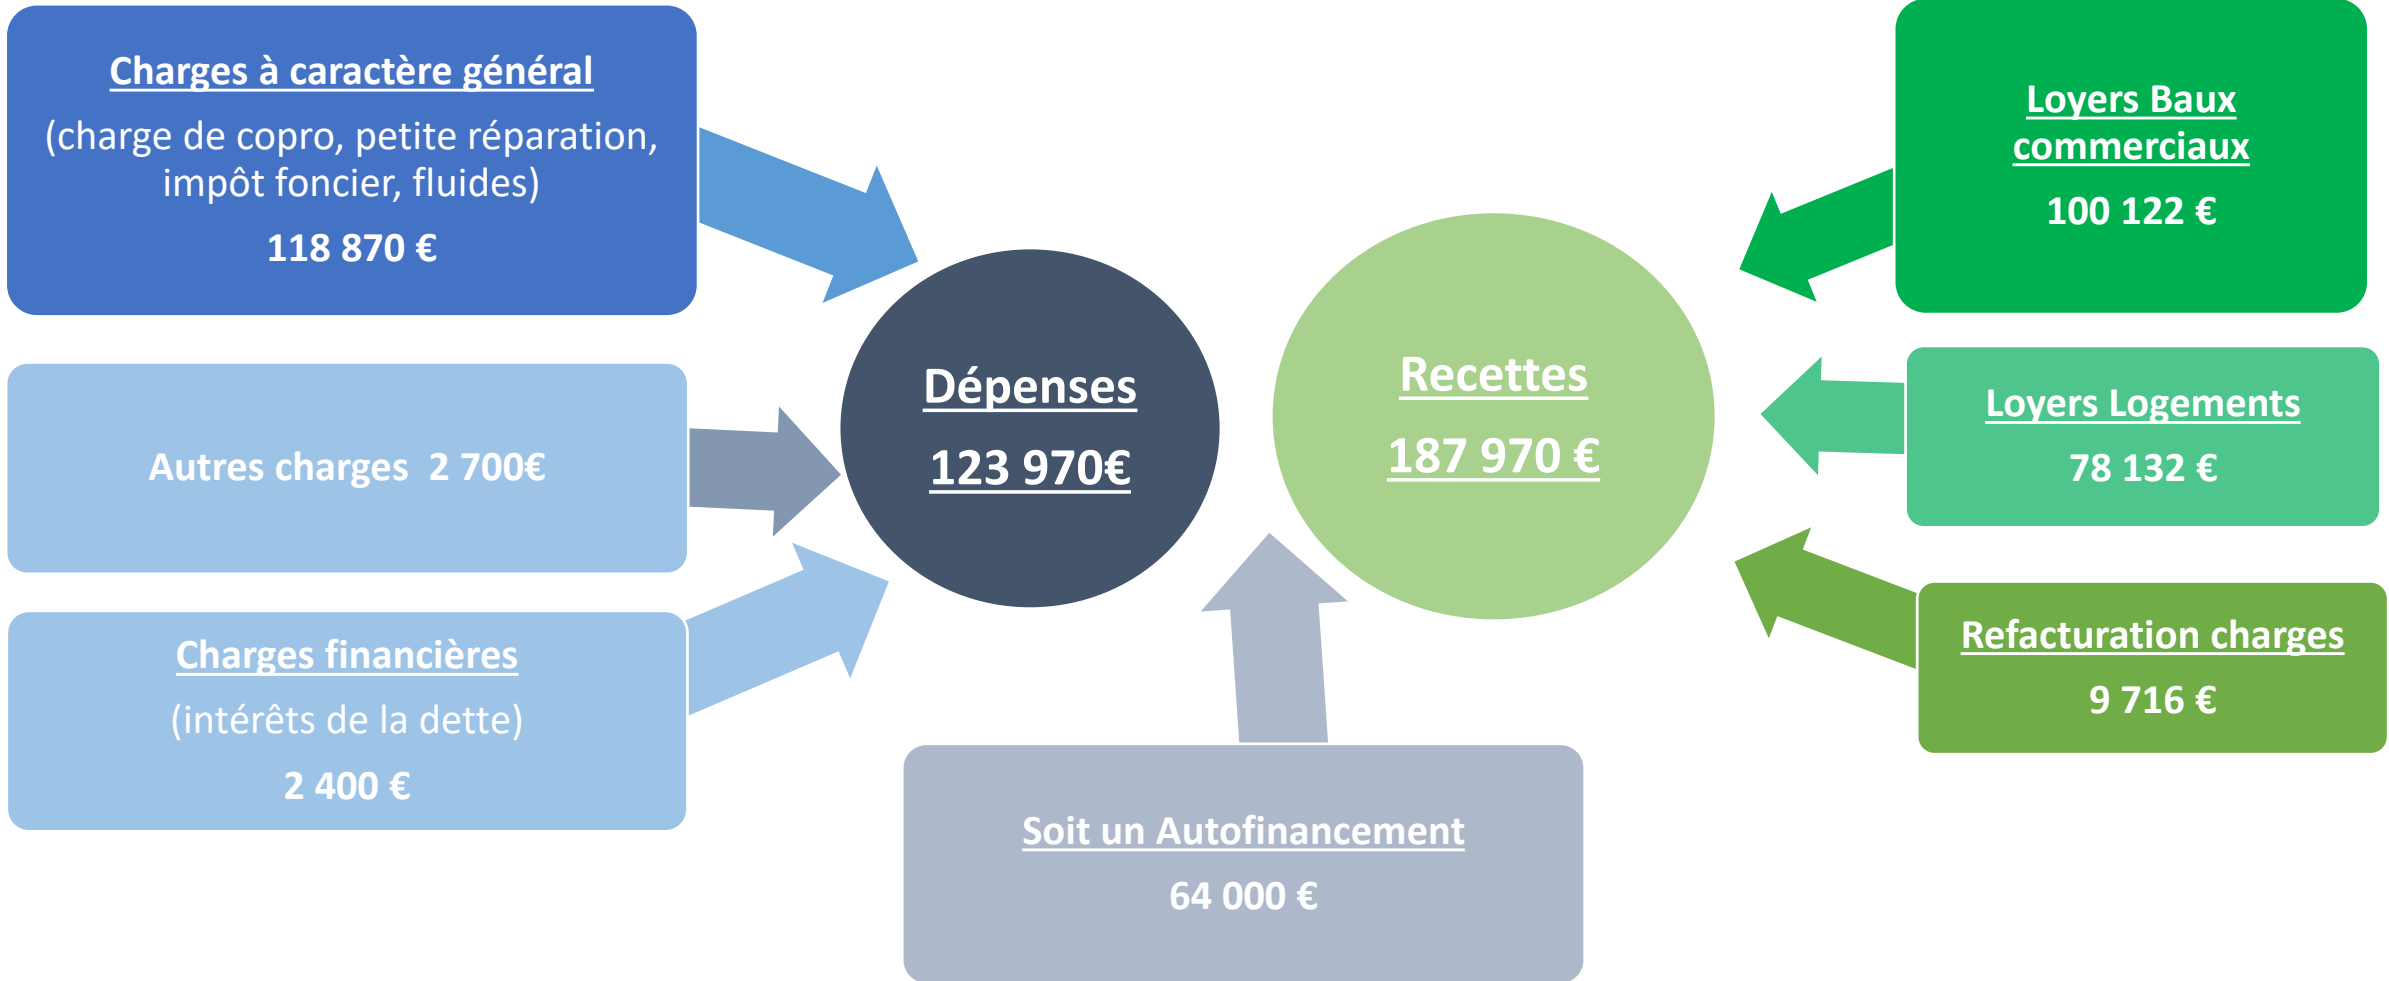 Charges à caractère général
(charge de copro, petite réparation,
impôt foncier, fluides)
118 870 €
Autres charges  2 700€
Charges financières
(intérêts de la dette)
2 400 €
Dépenses
123 970€
Recettes
187 970 €
Soit un Autofinancement
64 000 €
Loyers Baux
commerciaux
100 122 €
Loyers Logements
78 132 €
Refacturation charges
9 716 €